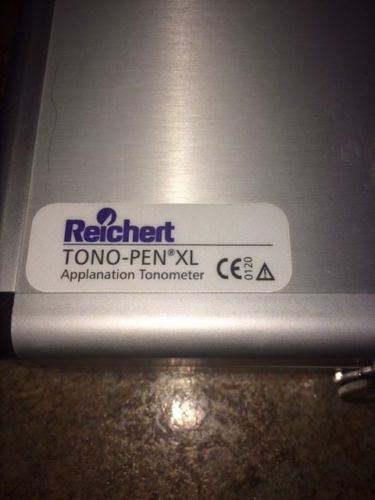 Reichert
TONO-PEN®XL
Applanation Tonometer
CE 0120